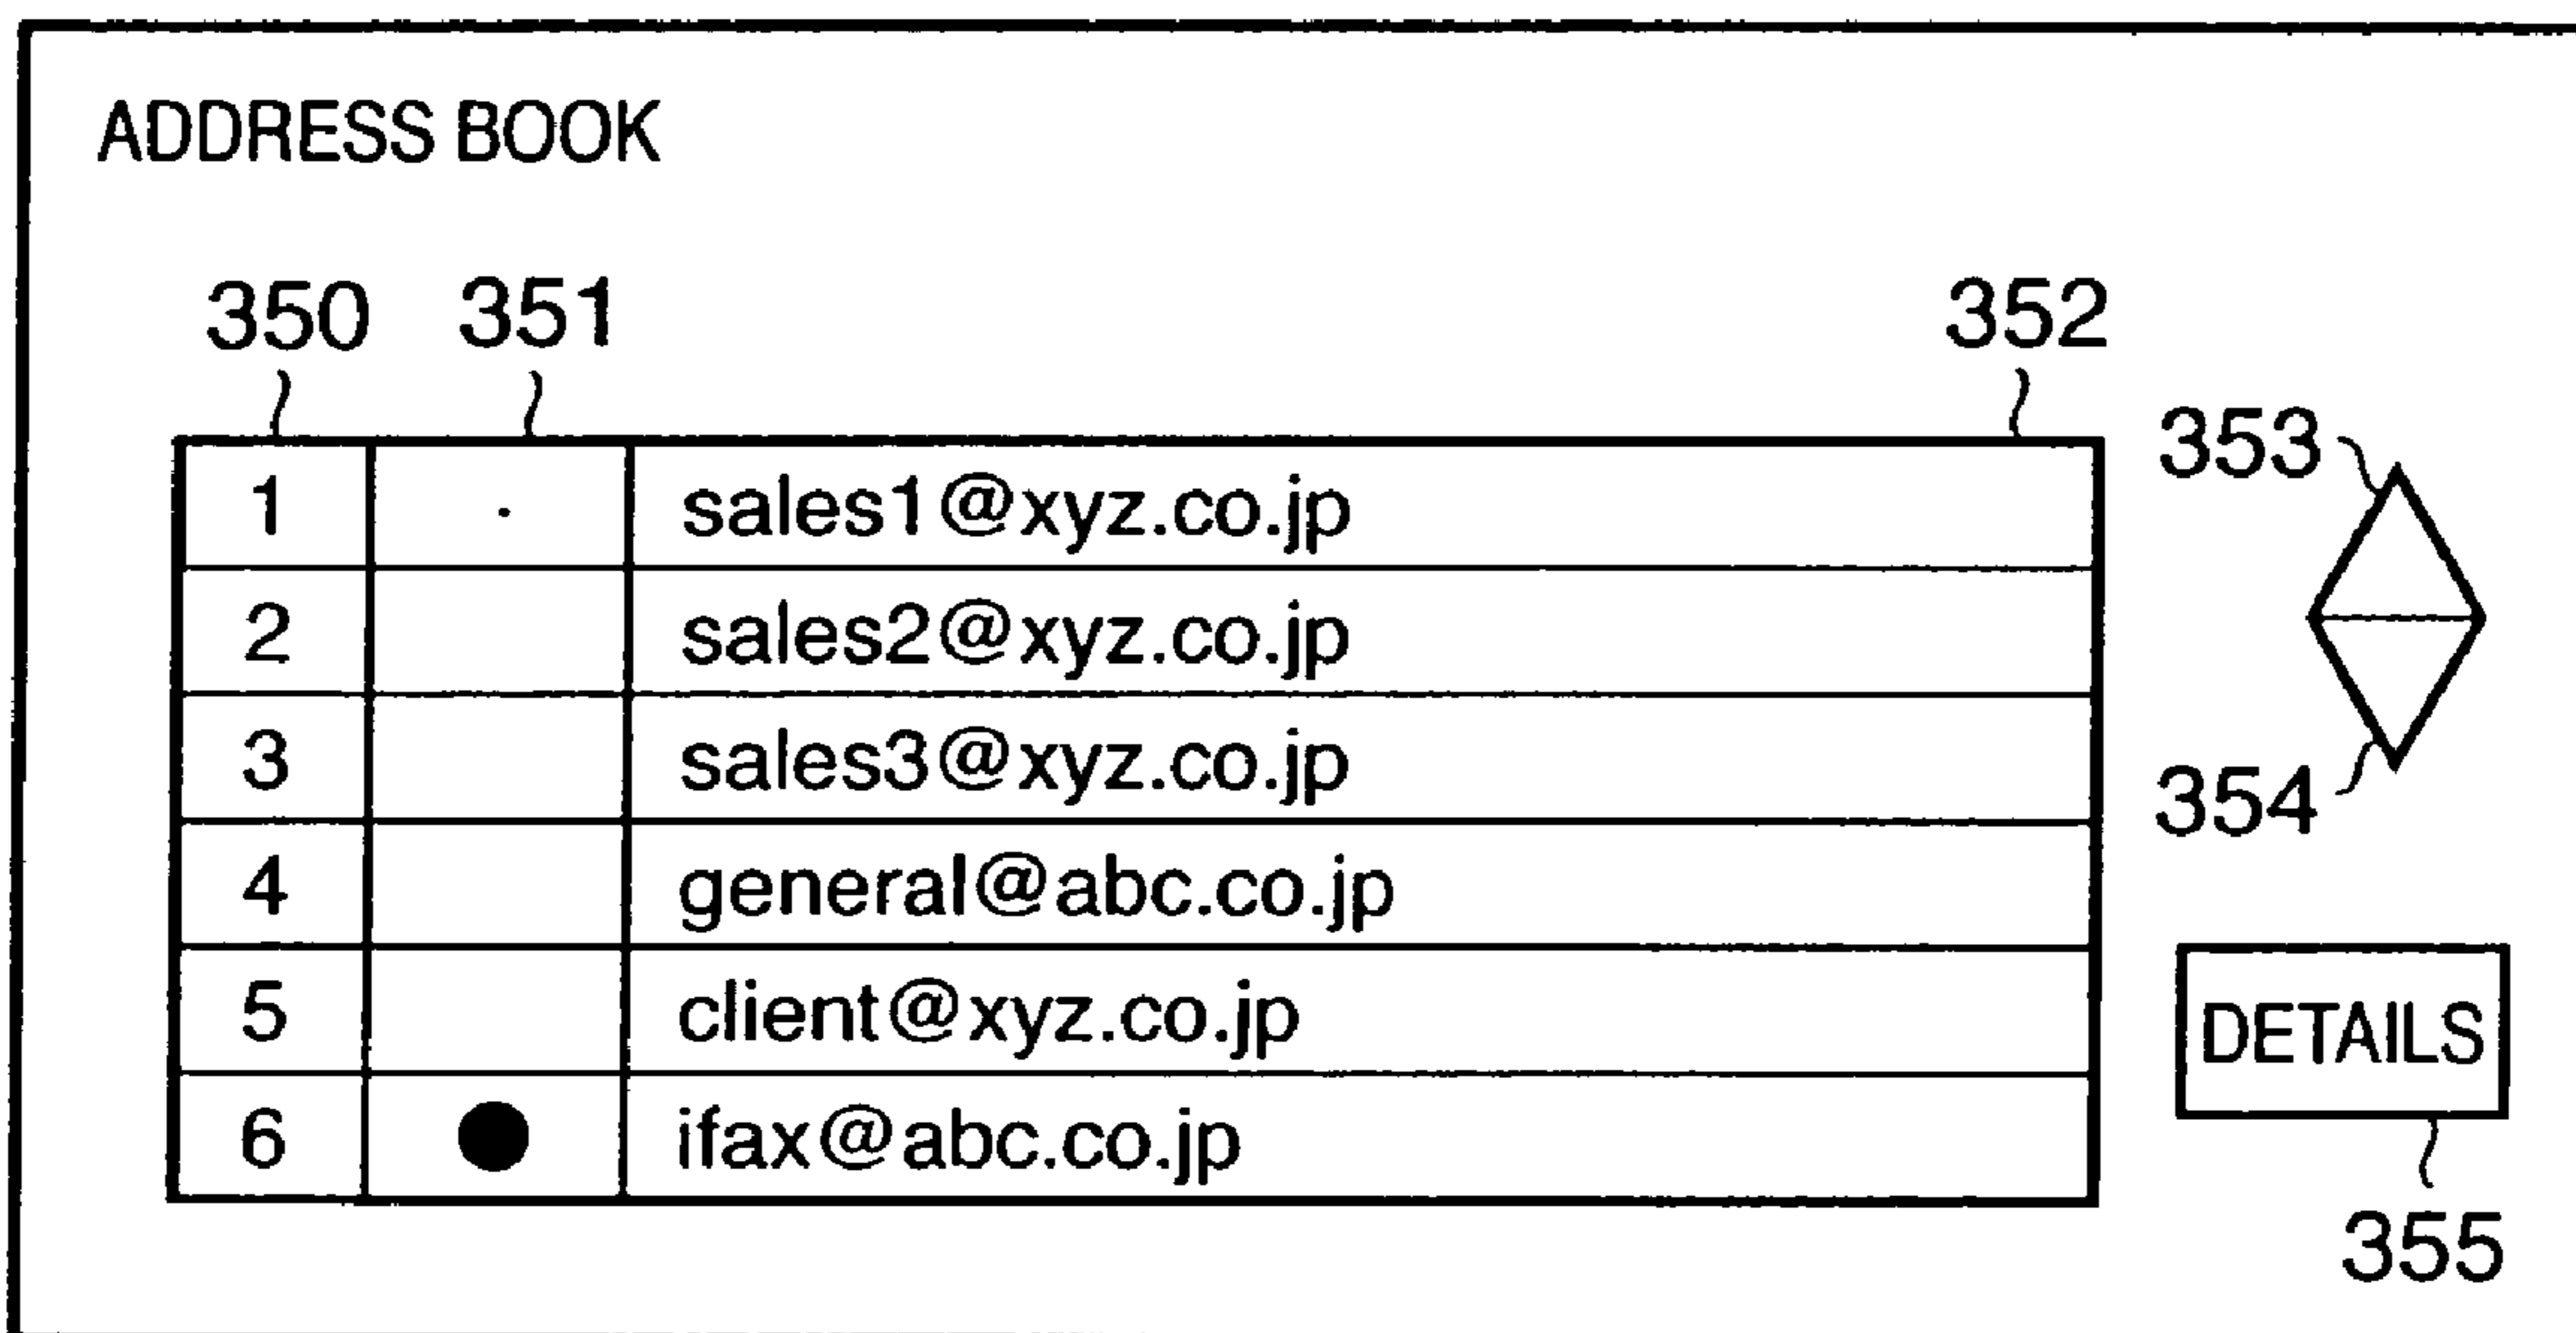 ADDRESS BOOK
350 351 352
353
1 sales1@xyz.co.jp
2 sales2@xyz.co.jp
3 sales3@xyz.co.jp
354
4 general@abc.co.jp
5 client@xyz.co.jp
DETAILS
6 ● ifax@abc.co.jp
355